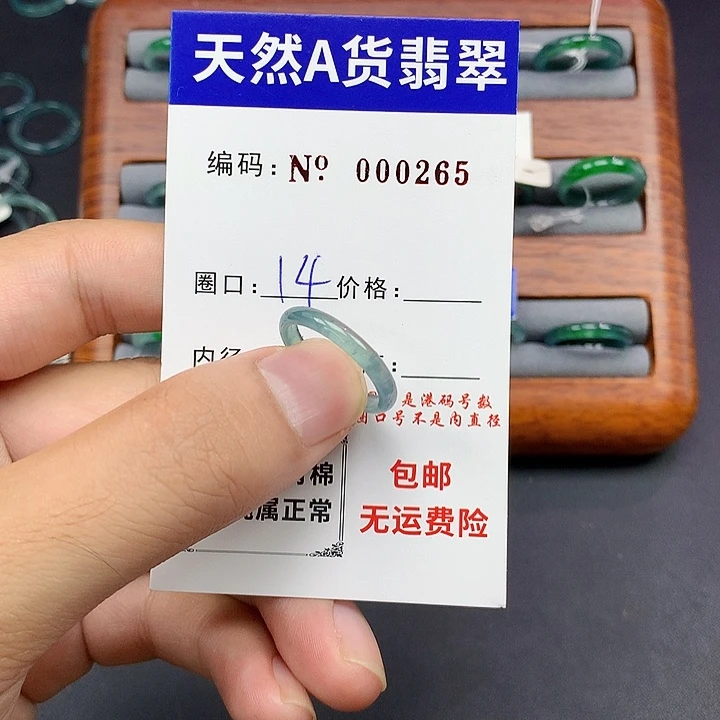 天然A货翡翠
编码: Nº 000265
圈口: 14 价格:
内径 :
是港码号数
圈口号不是内直径
棉
属正常
包邮
无运费险